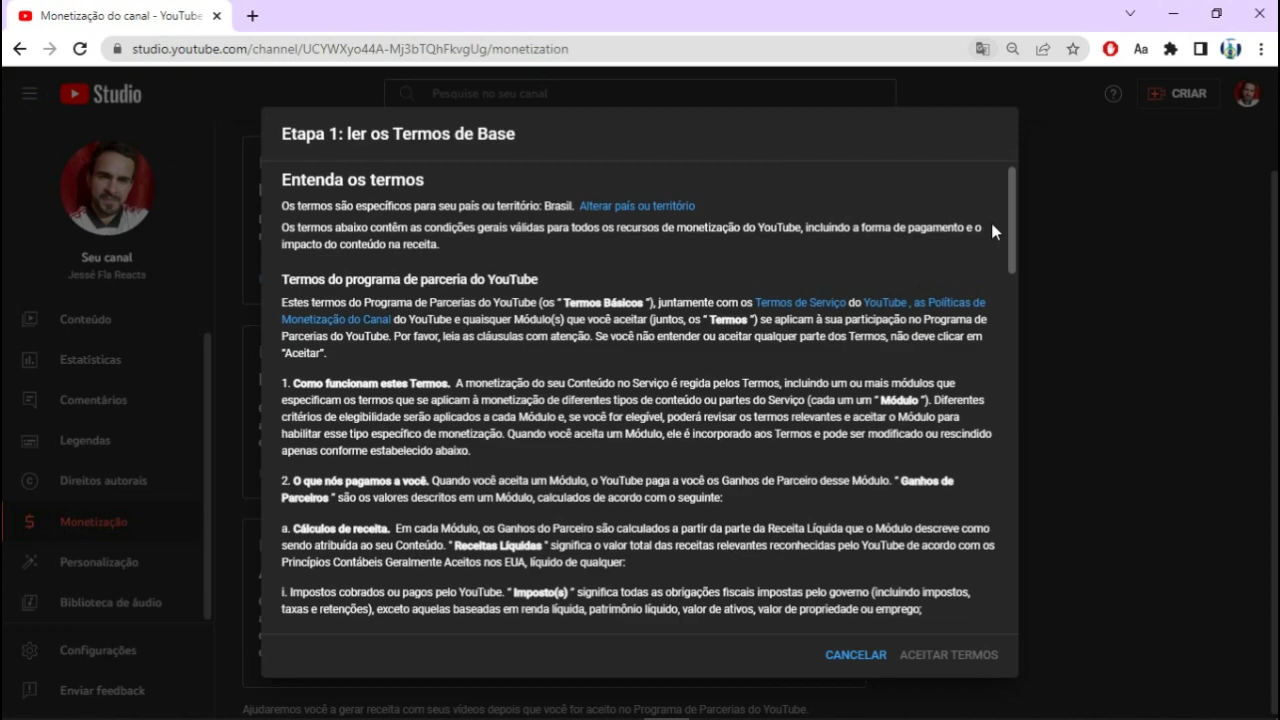 Monetização do canal - YouTube
studio.youtube.com/channel/UCYWXyo44A-Mj3bTQhFkvgUg/monetization
Aa
Studio
Pesquise no seu canal
CRIAR
Seu canal
Jessé Fla Reacts
Conteúdo
Estatísticas
Comentários
Legendas
Direitos autorais
Monetização
Personalização
Biblioteca de áudio
Configurações
Enviar feedback
Etapa 1: ler os Termos de Base
Entenda os termos
Os termos são específicos para seu país ou território: Brasil. Alterar país ou território
Os termos abaixo contêm as condições gerais válidas para todos os recursos de monetização do YouTube, incluindo a forma de pagamento e o
impacto do conteúdo na receita.
Termos do programa de parceria do YouTube
Estes termos do Programa de Parcerias do YouTube (os " Termos Básicos "), juntamente com os Termos de Serviço do YouTube , as Políticas de
Monetização do Canal do YouTube e quaisquer Módulo(s) que você aceitar (juntos, os " Termos ") se aplicam à sua participação no Programa de
Parcerias do YouTube. Por favor, leia as cláusulas com atenção. Se você não entender ou aceitar qualquer parte dos Termos, não deve clicar em
"Aceitar".
1. Como funcionam estes Termos. A monetização do seu Conteúdo no Serviço é regida pelos Termos, incluindo um ou mais módulos que
especificam os termos que se aplicam à monetização de diferentes tipos de conteúdo ou partes do Serviço (cada um um " Módulo "). Diferentes
critérios de elegibilidade serão aplicados a cada Módulo e, se você for elegível, poderá revisar os termos relevantes e aceitar o Módulo para
habilitar esse tipo específico de monetização. Quando você aceita um Módulo, ele é incorporado aos Termos e pode ser modificado ou rescindido
apenas conforme estabelecido abaixo.
2. O que nós pagamos a você. Quando você aceita um Módulo, o YouTube paga a você os Ganhos de Parceiro desse Módulo. " Ganhos de
Parceiros " são os valores descritos em um Módulo, calculados de acordo com o seguinte:
a. Cálculos de receita. Em cada Módulo, os Ganhos do Parceiro são calculados a partir da parte da Receita Líquida que o Módulo descreve como
sendo atribuída ao seu Conteúdo. " Receitas Líquidas " significa o valor total das receitas relevantes reconhecidas pelo YouTube de acordo com os
Princípios Contábeis Geralmente Aceitos nos EUA, líquido de qualquer:
i. Impostos cobrados ou pagos pelo YouTube. " Imposto(s) " significa todas as obrigações fiscais impostas pelo governo (incluindo impostos,
taxas e retenções), exceto aquelas baseadas em renda líquida, patrimônio líquido, valor de ativos, valor de propriedade ou emprego;
CANCELAR ACEITAR TERMOS
Ajudaremos você a gerar receita com seus vídeos depois que você for aceito no Programa de Parcerias do YouTube.